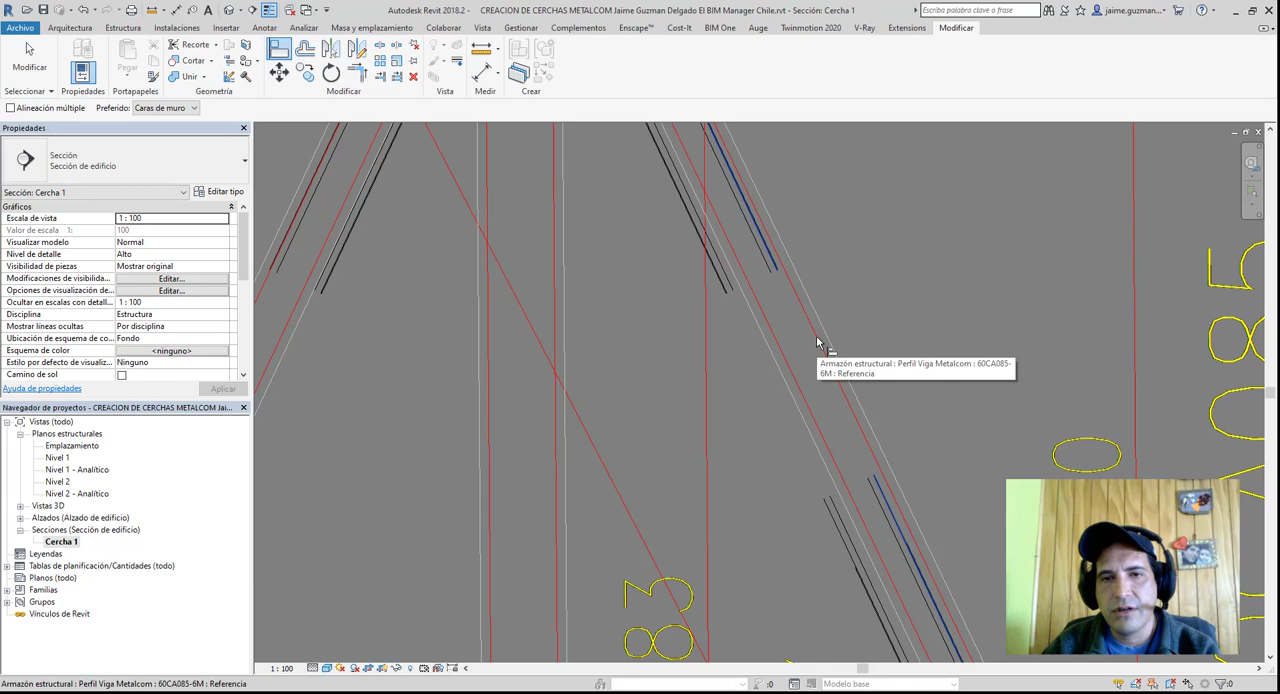 Autodesk Revit 2018.2 - CREACION DE CERCHAS METALCOM Jaime Guzman Delgado El BIM Manager Chile.rvt - Sección: Cerchas 1
Escriba palabra clave o frase
jaime.guzman...
Archivo Arquitectura Estructura Instalaciones Insertar Anotar Analizar Masa y emplazamiento Colaborar Vista Gestionar Complementos Enscape™ Cost-It BIM One Auge Twinmotion 2020 V-Ray Extensions Modificar
Modificar
Pegar
Recorte
Cortar
Unir
Seleccionar Propiedades Portapapeles Geometría Modificar Vista Medir Crear
Alineación múltiple Preferido: Caras de muro
Propiedades
Sección
Sección de edificio
Sección: Cercha 1 Editar tipo
Gráficos
Escala de vista 1 : 100
Valor de escala 1: 100
Visualizar modelo Normal
Nivel de detalle Alto
Visibilidad de piezas Mostrar original
Modificaciones de visibilida... Editar...
Opciones de visualización de... Editar...
Ocultar en escalas con detall... 1 : 100
Disciplina Estructura
Mostrar líneas ocultas Por disciplina
Ubicación de esquema de co... Fondo
Esquema de color <ninguno>
Estilo por defecto de visualiz... Ninguno
Camino de sol
Ayuda de propiedades Aplicar
Navegador de proyectos - CREACION DE CERCHAS METALCOM Jai...
Vistas (todo)
Planos estructurales
Emplazamiento
Nivel 1
Nivel 1 - Analítico
Nivel 2
Nivel 2 - Analítico
Vistas 3D
Alzados (Alzado de edificio)
Secciones (Sección de edificio)
Cercha 1
Leyendas
Tablas de planificación/Cantidades (todo)
Planos (todo)
Familias
Grupos
Vínculos de Revit
Armazón estructural : Perfil Viga Metalcom : 60CA085-
6M : Referencia
1 : 100
Armazón estructural : Perfil Viga Metalcom : 60CA085-6M : Referencia
:0
Modelo base
:0